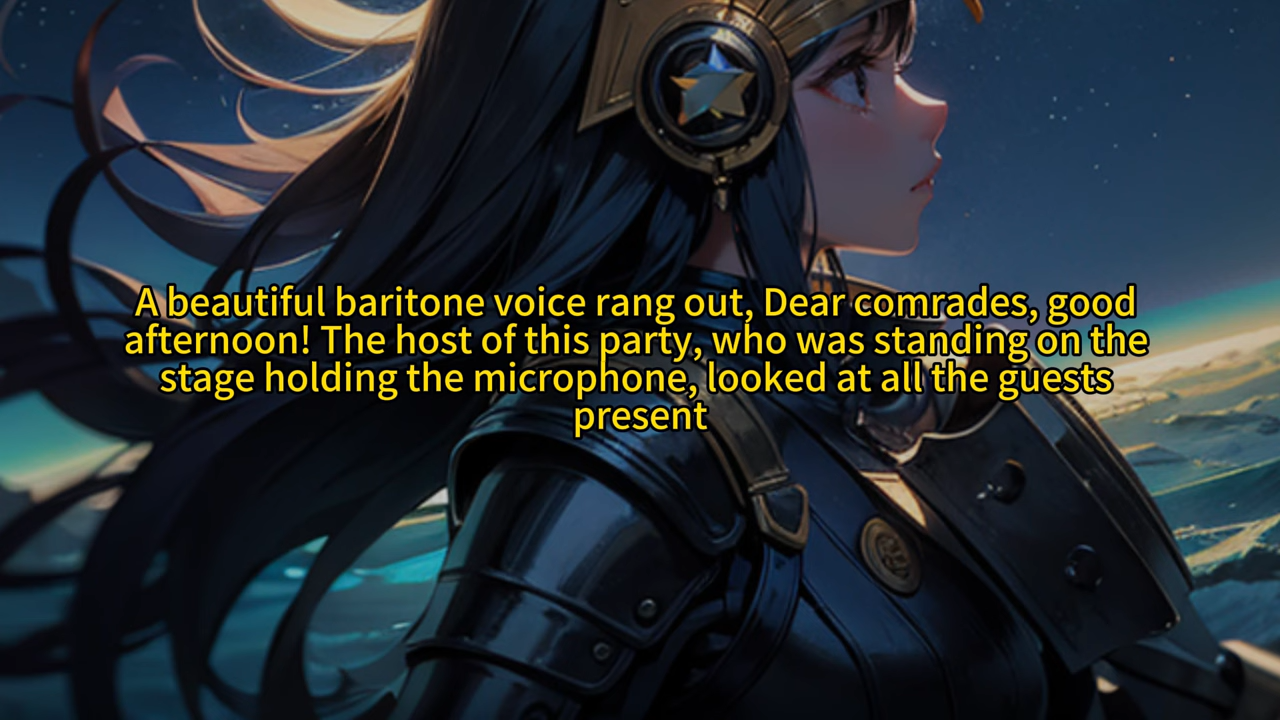 A beautiful baritone voice rang out, Dear comrades, good
afternoon! The host of this party, who was standing on the
stage holding the microphone, looked at all the guests
present